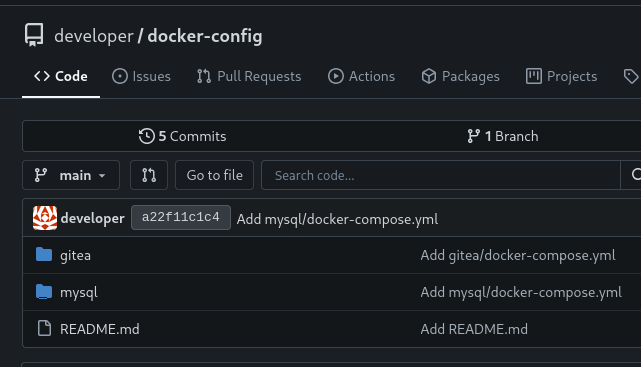 developer / docker-config
Code Issues Pull Requests Actions Packages Projects
5 Commits 1 Branch
main Go to file Search code...
developer a22f11c1c4 Add mysql/docker-compose.yml
gitea Add gitea/docker-compose.yml
mysql Add mysql/docker-compose.yml
README.md Add README.md